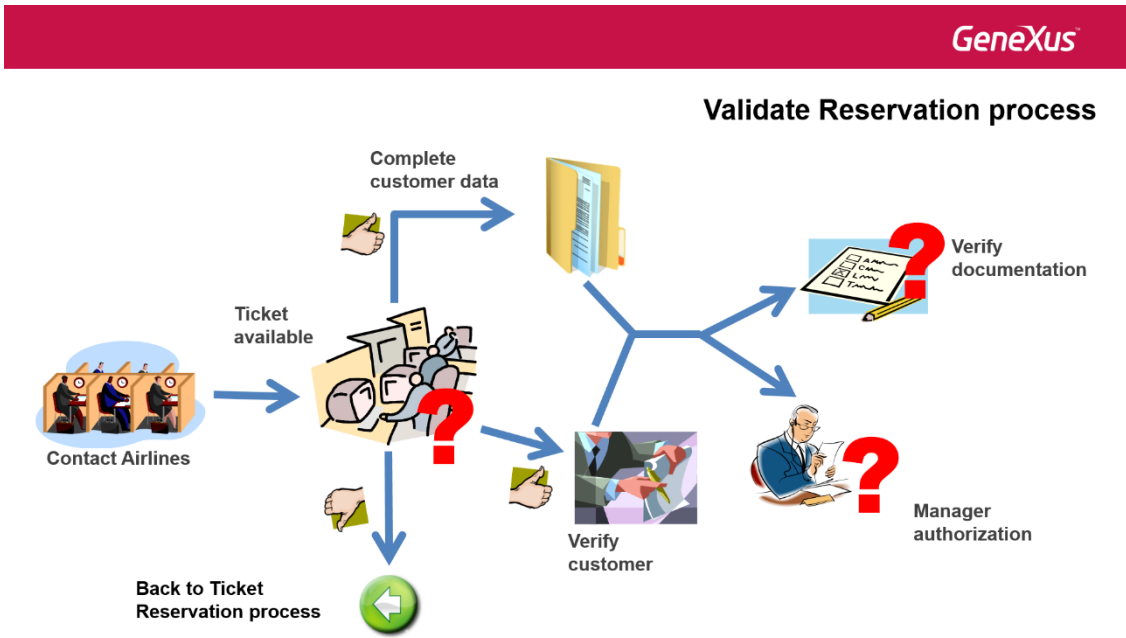 GeneXus™
Validate Reservation process
Complete
customer data
Verify
documentation
Ticket
available
Contact Airlines
Manager
authorization
Verify
customer
Back to Ticket
Reservation process